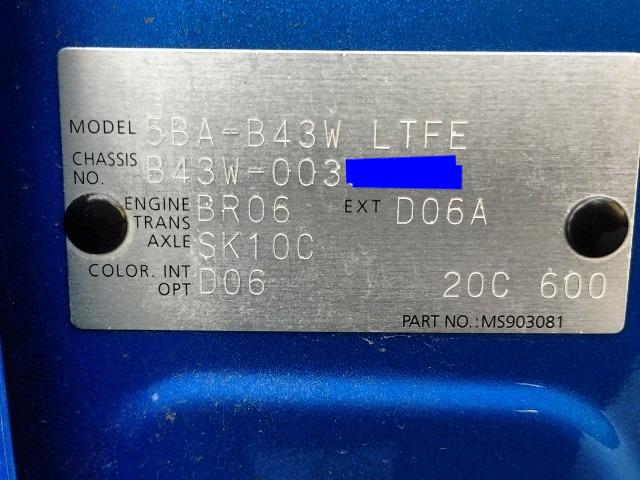 MODEL 5BA-B43W LTFE
CHASSIS NO. B43W-003
ENGINE BR06 EXT D06A
TRANS AXLE SK10C
COLOR. INT D06
OPT 20C 600
PART NO.:MS903081